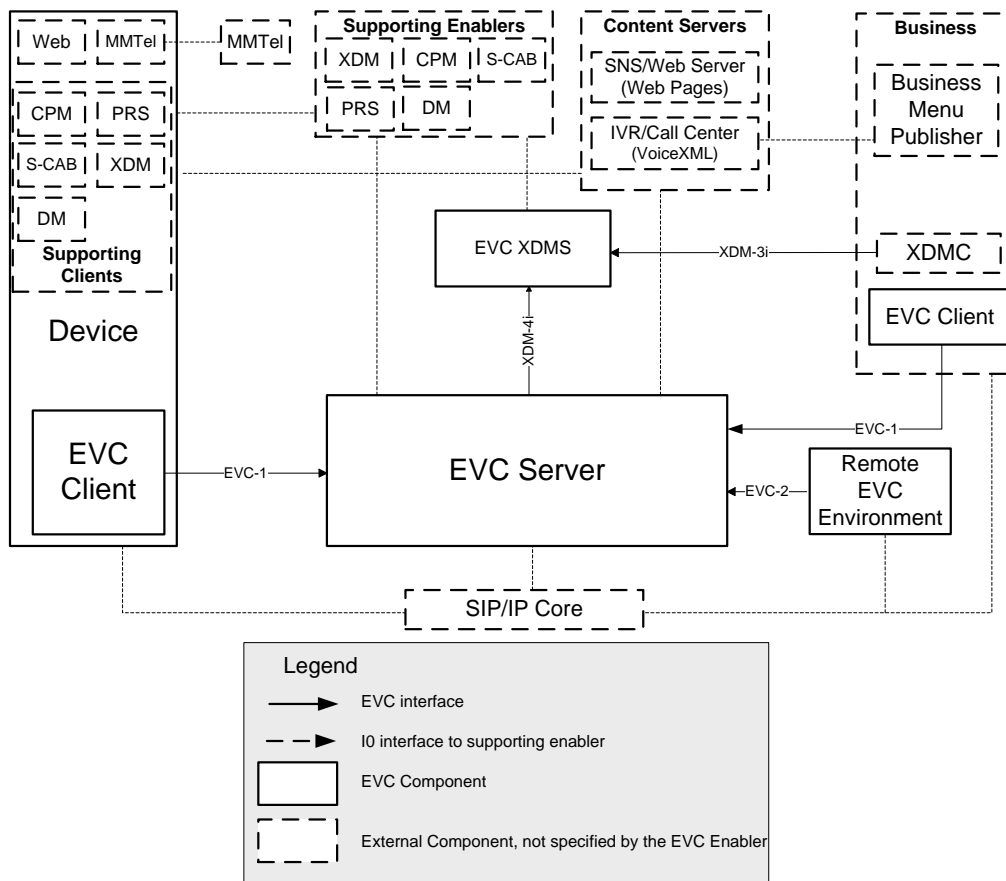 Web
MMTel
MMTel
Supporting Enablers
XDM
CPM
S-CAB
PRS
DM
Content Servers
SNS/Web Server
(Web Pages)
IVR/Call Center
(VoiceXML)
Business
Business
Menu
Publisher
CPM
PRS
S-CAB
XDM
DM
Supporting
Clients
Device
EVC XDMS
XDM-3i
XDMC
EVC Client
XDM-4i
EVC
Client
EVC-1
EVC Server
EVC-1
EVC-2
Remote
EVC
Environment
SIP/IP Core
Legend
EVC interface
I0 interface to supporting enabler
EVC Component
External Component, not specified by the EVC Enabler